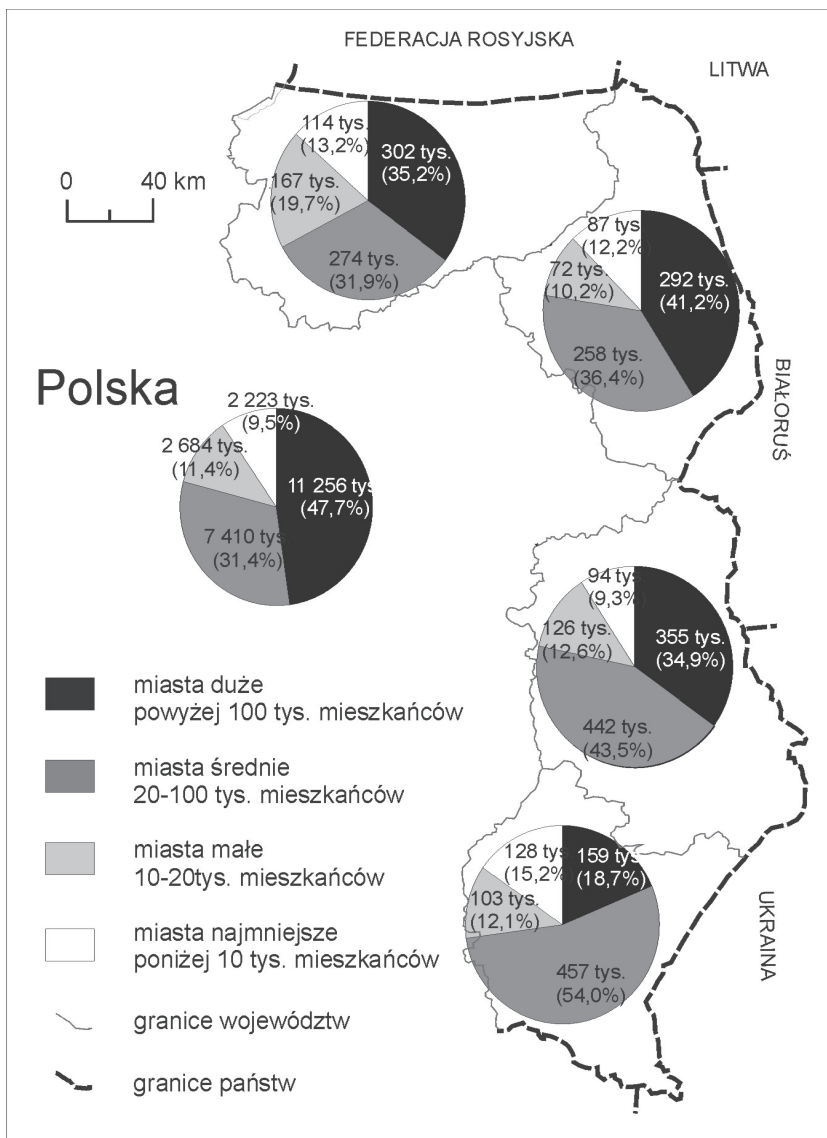 FEDERACJA ROSYJSKA
LITWA
0 40 km
114 tys.
(13,2%)
302 tys.
(35,2%)
167 tys.
(19,7%)
274 tys.
(31,9%)
87 tys.
(12,2%)
292 tys.
(41,2%)
72 tys.
(10,2%)
258 tys.
(36,4%)
BIAŁORUŚ
Polska
2 223 tys.
(9,5%)
2 684 tys.
(11,4%)
11 256 tys
(47,7%)
7 410 tys.
(31,4%)
94 tys.
(9,3%)
126 tys.
(12,6%)
355 tys.
(34,9%)
442 tys.
(43,5%)
128 tys.
(15,2%)
159 tys.
(18,7%)
103 tys.
(12,1%)
457 tys.
(54,0%)
UKRAINA
miasta duże
powyżej 100 tys. mieszkańców
miasta średnie
20-100 tys. mieszkańców
miasta małe
10-20tys. mieszkańców
miasta najmniejsze
poniżej 10 tys. mieszkańców
granice województw
granice państw